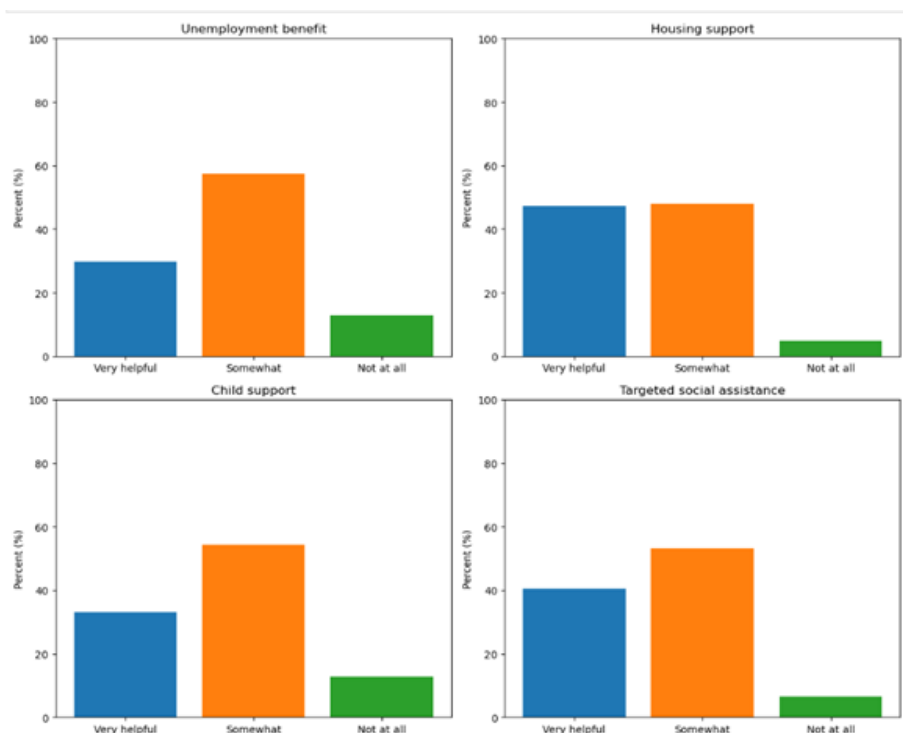 Unemployment benefit
Housing support
100
80
60
40
20
0
Percent (%)
Very helpful Somewhat Not at all
100
80
60
40
20
0
Percent (%)
Very helpful Somewhat Not at all
Child support
Targeted social assistance
100
80
60
40
20
0
Percent (%)
Very helpful Somewhat Not at all
100
80
60
40
20
0
Percent (%)
Very helpful Somewhat Not at all